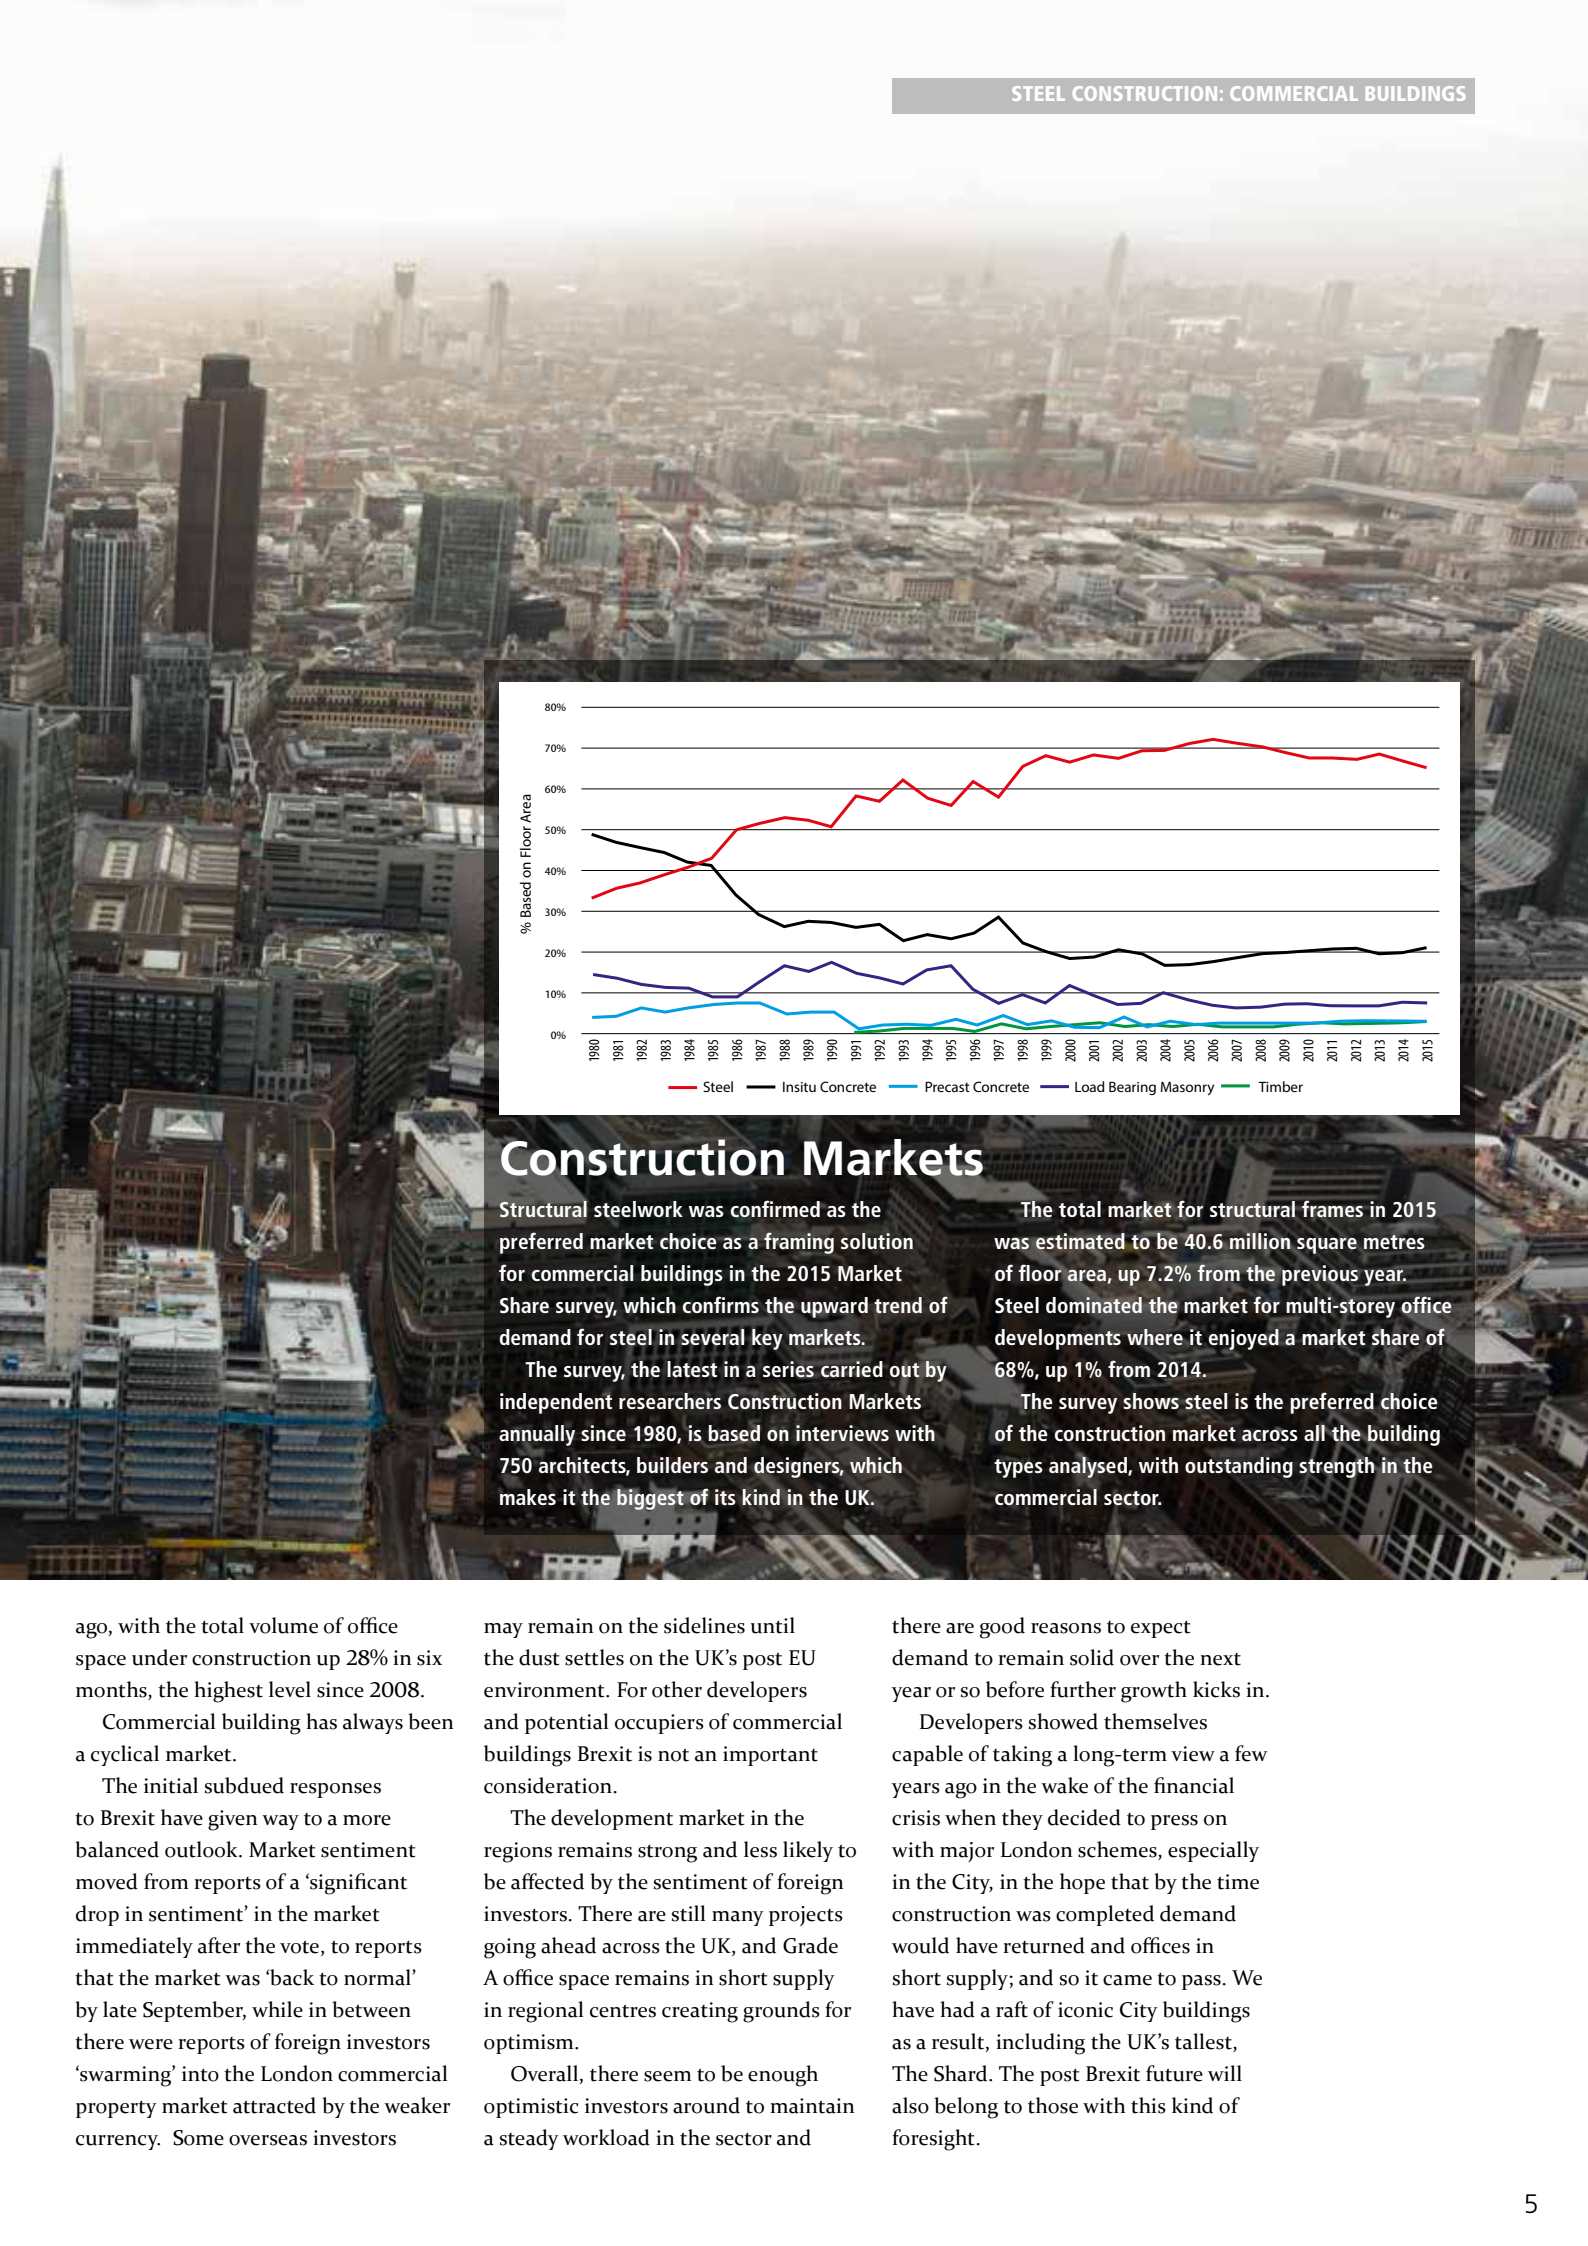 STEEL CONSTRUCTION: COMMERCIAL BUILDINGS
80%
70%
60%
50%
40%
30%
20%
10%
0%
% Based on Floor Area
1980 1981 1982 1983 1984 1985 1986 1987 1988 1989 1990 1991 1992 1993 1994 1995 1996 1997 1998 1999 2000 2001 2002 2003 2004 2005 2006 2007 2008 2009 2010 2011 2012 2013 2014 2015
Steel Insitu Concrete Precast Concrete Load Bearing Masonry Timber
Construction Markets
Structural steelwork was confirmed as the
preferred market choice as a framing solution
for commercial buildings in the 2015 Market
Share survey, which confirms the upward trend of
demand for steel in several key markets.
The survey, the latest in a series carried out by
independent researchers Construction Markets
annually since 1980, is based on interviews with
750 architects, builders and designers, which
makes it the biggest of its kind in the UK.
The total market for structural frames in 2015
was estimated to be 40.6 million square metres
of floor area, up 7.2% from the previous year.
Steel dominated the market for multi-storey office
developments where it enjoyed a market share of
68%, up 1% from 2014.
The survey shows steel is the preferred choice
of the construction market across all the building
types analysed, with outstanding strength in the
commercial sector.
ago, with the total volume of office
space under construction up 28% in six
months, the highest level since 2008.
Commercial building has always been
a cyclical market.
The initial subdued responses
to Brexit have given way to a more
balanced outlook. Market sentiment
moved from reports of a ‘significant
drop in sentiment’ in the market
immediately after the vote, to reports
that the market was ‘back to normal’
by late September, while in between
there were reports of foreign investors
‘swarming’ into the London commercial
property market attracted by the weaker
currency. Some overseas investors
may remain on the sidelines until
the dust settles on the UK’s post EU
environment. For other developers
and potential occupiers of commercial
buildings Brexit is not an important
consideration.
The development market in the
regions remains strong and less likely to
be affected by the sentiment of foreign
investors. There are still many projects
going ahead across the UK, and Grade
A office space remains in short supply
in regional centres creating grounds for
optimism.
Overall, there seem to be enough
optimistic investors around to maintain
a steady workload in the sector and
there are good reasons to expect
demand to remain solid over the next
year or so before further growth kicks in.
Developers showed themselves
capable of taking a long-term view a few
years ago in the wake of the financial
crisis when they decided to press on
with major London schemes, especially
in the City, in the hope that by the time
construction was completed demand
would have returned and offices in
short supply; and so it came to pass. We
have had a raft of iconic City buildings
as a result, including the UK’s tallest,
The Shard. The post Brexit future will
also belong to those with this kind of
foresight.
5